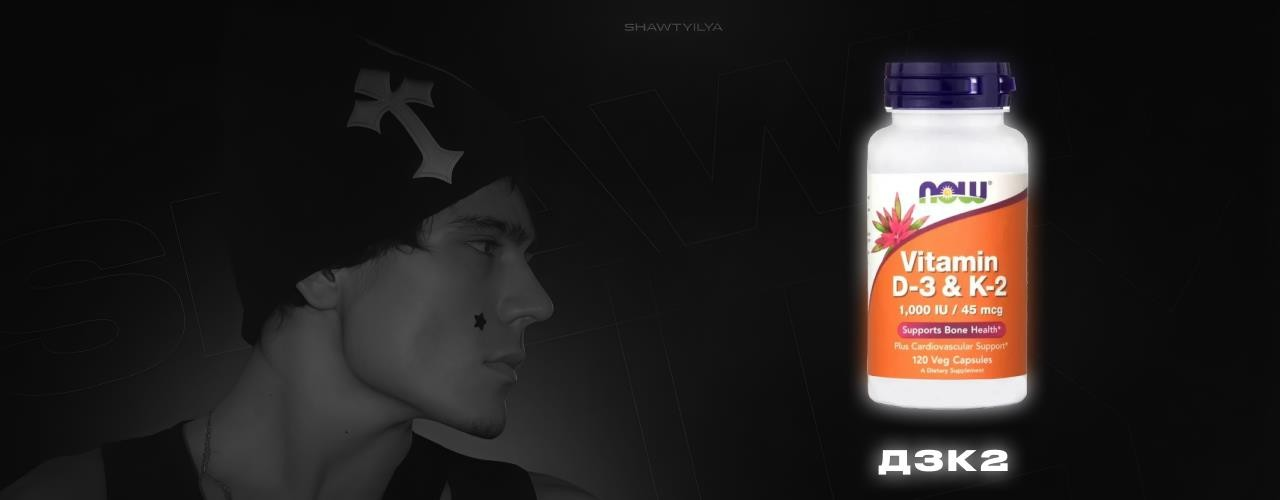 SHAWTYILYA
SHAWTY
now®
Vitamin
D-3 & K-2
1,000 IU / 45 mcg
Supports Bone Health*
Plus Cardiovascular Support*
120 Veg Capsules
A Dietary Supplement
ДЗК2